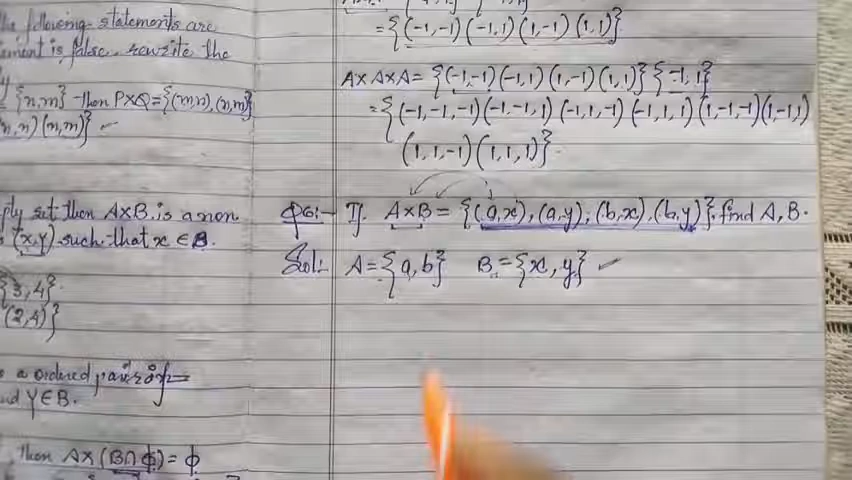 he following statements are
ement is false, rewrite the
{n,m} then P×Q={(m,n),(n,m)}
n,n) (n,m)}
pty set then A×B is a non
(x,y) such that x ∈ B.
{3,4}
(2,4)}
a ordered pairs of
nd y∈B.
then A×(B∩ϕ)=ϕ
={(-1,-1)(-1,1)(1,-1)(1,1)}
A×A×A={(-1,-1)(-1,1)(1,-1)(1,1)}{-1,1}
={(-1,-1,-1)(-1,-1,1)(-1,1,-1)(-1,1,1)(1,-1,-1)(1,-1,1)
(1,1,-1)(1,1,1)}
Q6:- If A×B={(a,x),(a,y),(b,x),(b,y)}. find A,B.
Sol: A={a,b} B={x,y}